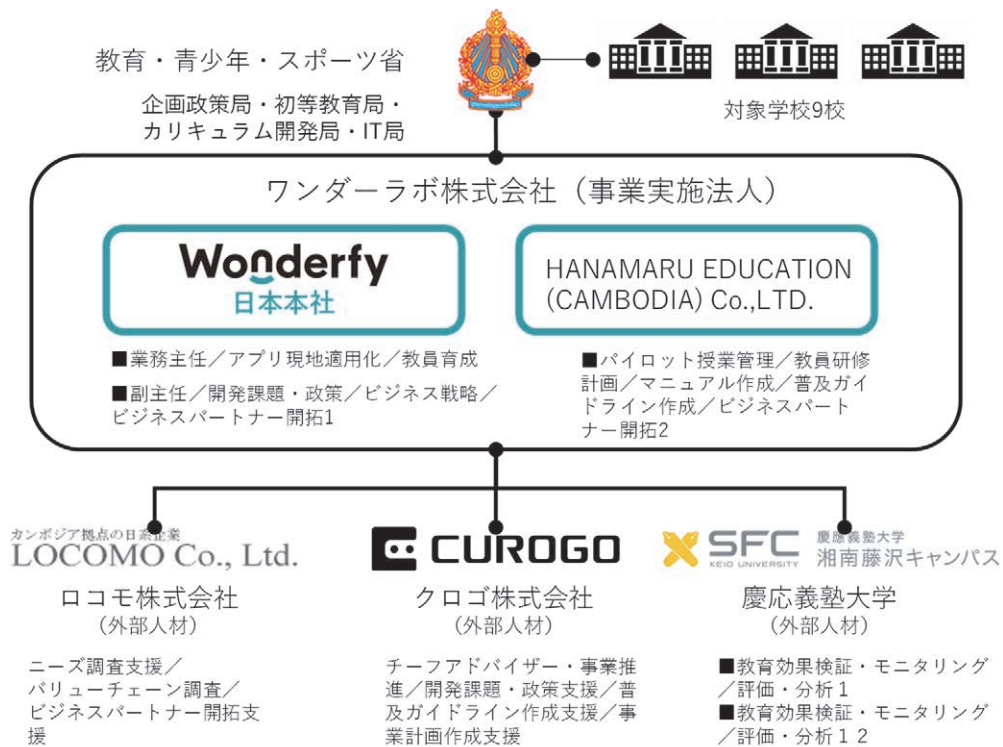 教育・青少年・スポーツ省
企画政策局・初等教育局・
カリキュラム開発局・IT局
対象学校9校
ワンダーラボ株式会社（事業実施法人）
Wonderfy
日本本社
HANAMARU EDUCATION
(CAMBODIA) Co.,LTD.
■業務主任／アプリ現地適用化／教員育成
■副主任／開発課題・政策／ビジネス戦略／
ビジネスパートナー開拓1
■パイロット授業管理／教員研修
計画／マニュアル作成／普及ガイ
ドライン作成／ビジネスパート
ナー開拓2
カンボジア拠点の日系企業
LOCOMO Co., Ltd.
ロコモ株式会社
（外部人材）
ニーズ調査支援／
バリューチェーン調査／
ビジネスパートナー開拓支
援
CUROGO
クロゴ株式会社
（外部人材）
チーフアドバイザー・事業推
進／開発課題・政策支援／普
及ガイドライン作成支援／事
業計画作成支援
SFC
KEIO UNIVERSITY
慶應義塾大学
湘南藤沢キャンパス
慶応義塾大学
（外部人材）
■教育効果検証・モニタリング
／評価・分析１
■教育効果検証・モニタリング
／評価・分析１２